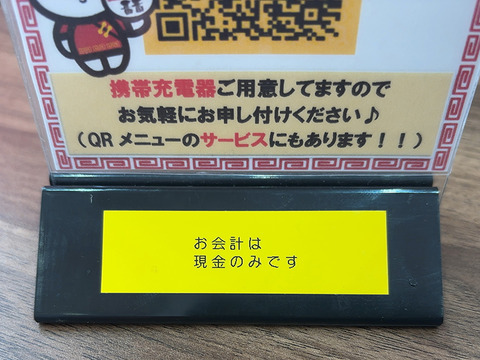 携帯充電器ご用意してますので
お気軽にお申し付けください♪
（QRメニューのサービスにもあります！！）
お会計は
現金のみです